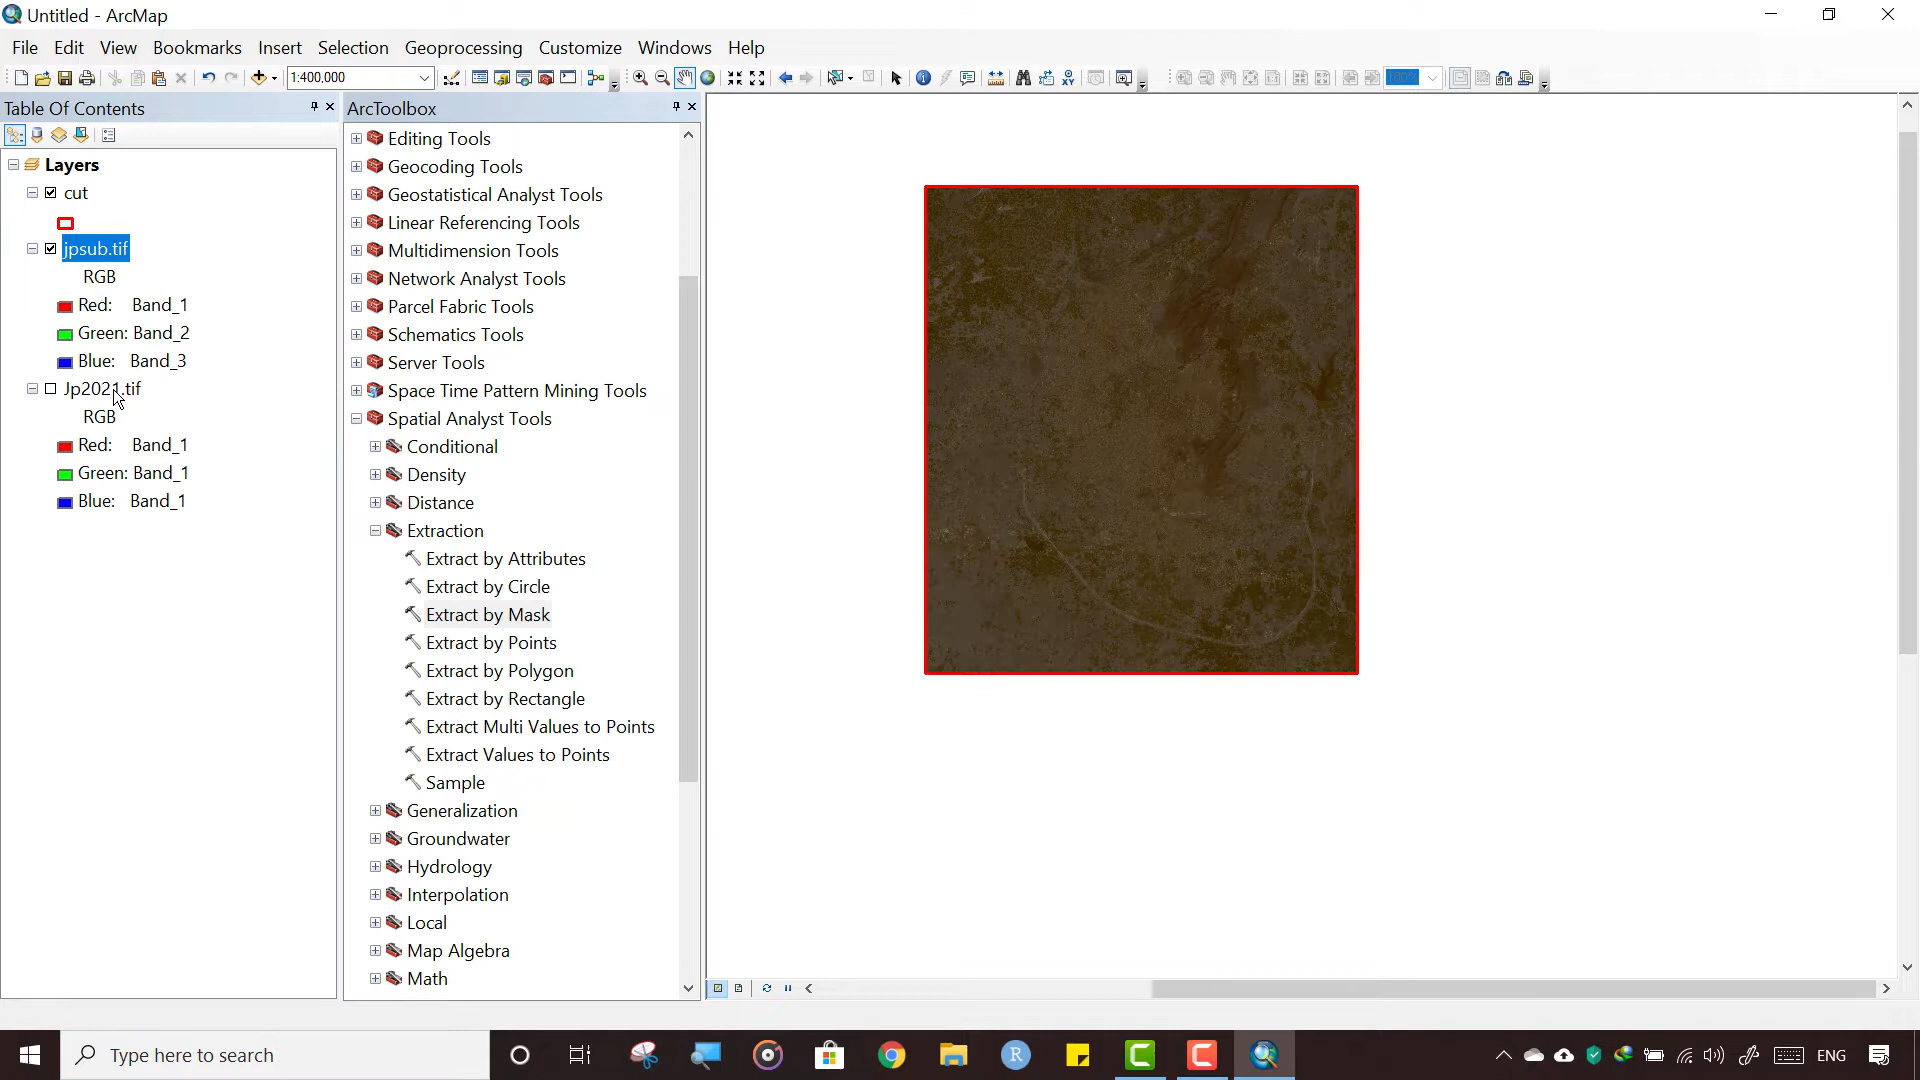 Untitled - ArcMap
File Edit View Bookmarks Insert Selection Geoprocessing Customize Windows Help
1:400,000
100%
Table Of Contents
Layers
cut
jpsub.tif
RGB
Red: Band_1
Green: Band_2
Blue: Band_3
Jp2021.tif
RGB
Red: Band_1
Green: Band_1
Blue: Band_1
ArcToolbox
Editing Tools
Geocoding Tools
Geostatistical Analyst Tools
Linear Referencing Tools
Multidimension Tools
Network Analyst Tools
Parcel Fabric Tools
Schematics Tools
Server Tools
Space Time Pattern Mining Tools
Spatial Analyst Tools
Conditional
Density
Distance
Extraction
Extract by Attributes
Extract by Circle
Extract by Mask
Extract by Points
Extract by Polygon
Extract by Rectangle
Extract Multi Values to Points
Extract Values to Points
Sample
Generalization
Groundwater
Hydrology
Interpolation
Local
Map Algebra
Math
Type here to search
ENG